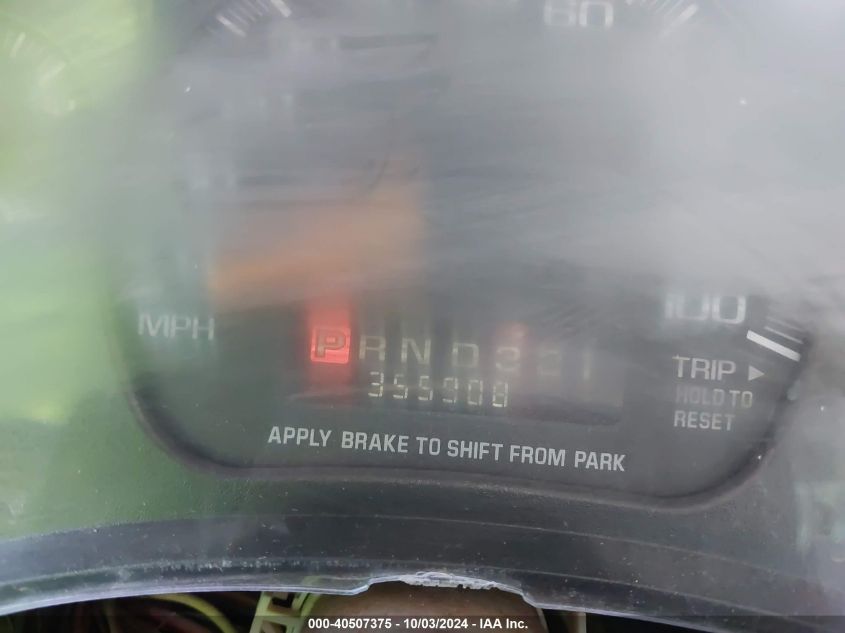 60
100
MPH
P R N D 3 2 1
TRIP ►
HOLD TO
RESET
APPLY BRAKE TO SHIFT FROM PARK
000-40507375 - 10/03/2024 - IAA Inc.